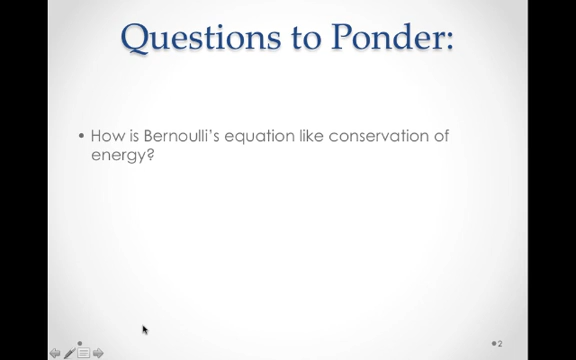 Questions to Ponder:
• How is Bernoulli's equation like conservation of
energy?
2